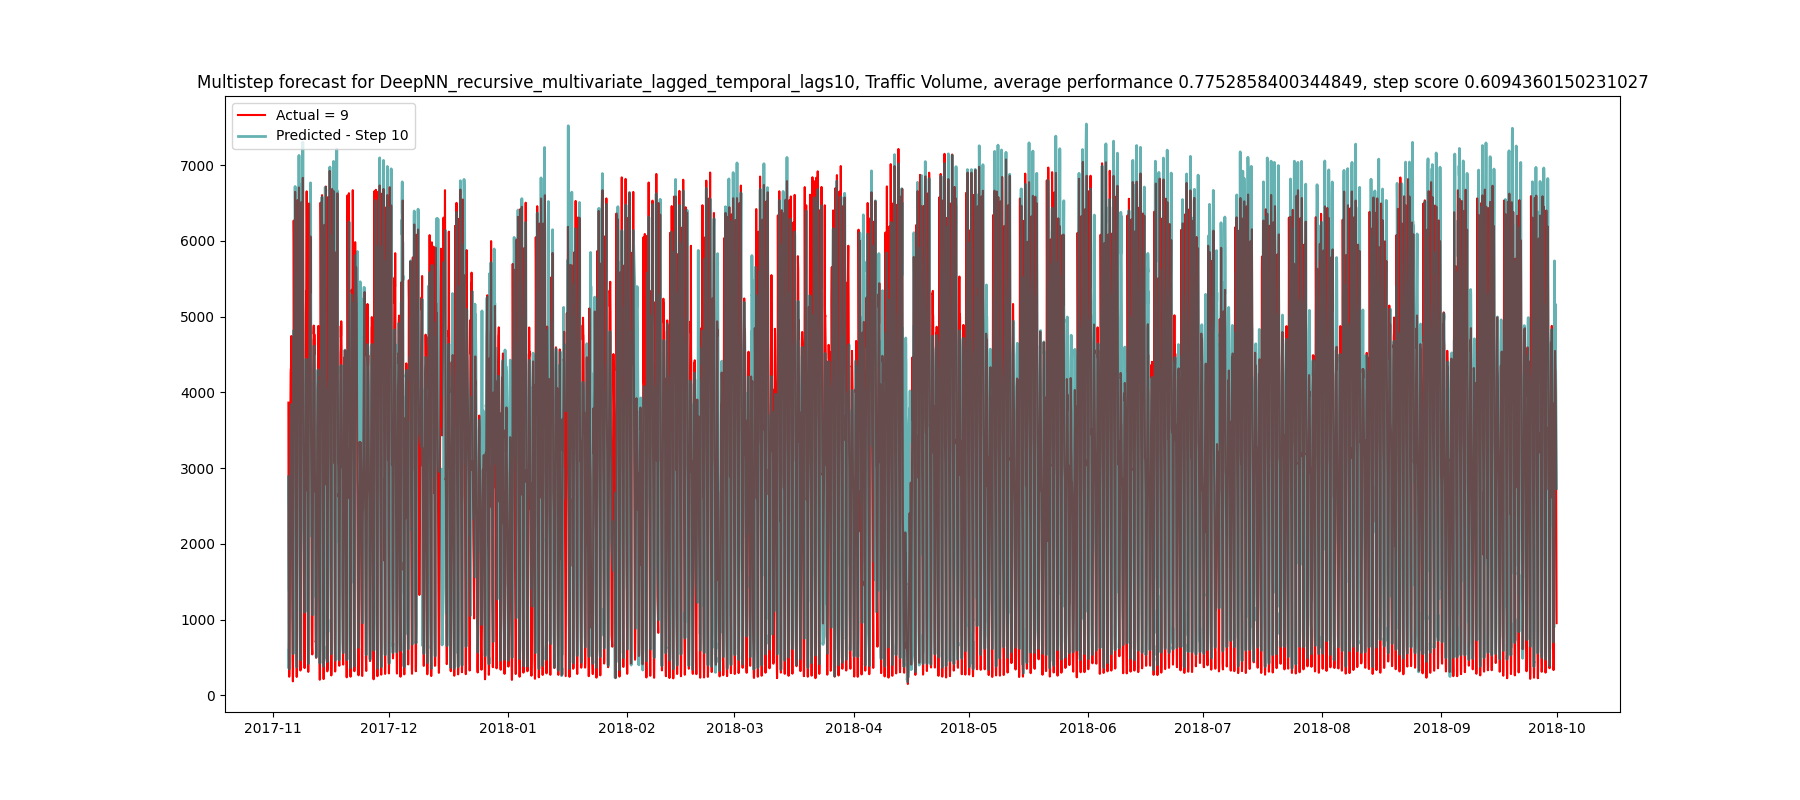 Multistep forecast for DeepNN_recursive_multivariate_lagged_temporal_lags10, Traffic Volume, average performance 0.7752858400344849, step score 0.6094360150231027
Actual = 9
Predicted - Step 10
7000
6000
5000
4000
3000
2000
1000
0
2017-11 2017-12 2018-01 2018-02 2018-03 2018-04 2018-05 2018-06 2018-07 2018-08 2018-09 2018-10